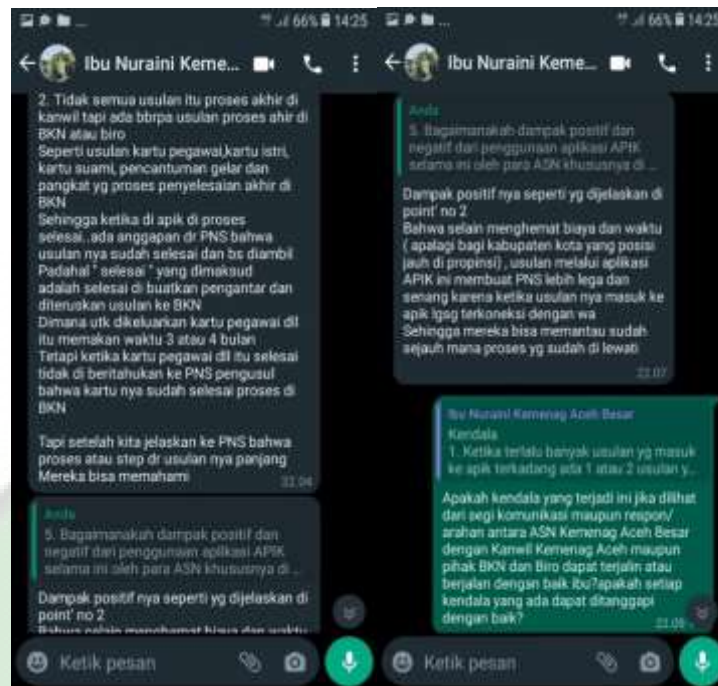 66% 14:25
Ibu Nuraini Keme...
2. Tidak semua usulan itu proses akhir di
kanwil tapi ada bbrpa usulan proses ahir di
BKN atau biro
Seperti usulan kartu pegawai,kartu istri,
kartu suami, pencantuman gelar dan
pangkat yg proses penyelesaian akhir di
BKN
Sehingga ketika di apik di proses
selesai..ada anggapan dr PNS bahwa
usulan nya sudah selesai dan bs diambil
Padahal " selesai " yang dimaksud
adalah selesai di buatkan pengantar dan
diteruskan usulan ke BKN
Dimana utk dikeluarkan kartu pegawai dll
itu memakan waktu 3 atau 4 bulan
Tetapi ketika kartu pegawai dll itu selesai
tidak di beritahukan ke PNS pengusul
bahwa kartu nya sudah selesai proses di
BKN
Tapi setelah kita jelaskan ke PNS bahwa
proses atau step dr usulan nya panjang
Mereka bisa memahami
22.04
Anda
5. Bagaimanakah dampak positif dan
negatif dari penggunaan aplikasi APIK
selama ini oleh para ASN khususnya di ...
Dampak positif nya seperti yg dijelaskan di
point' no 2
Bahwa selain menghemat biaya dan waktu
Ketik pesan
66% 14:25
Ibu Nuraini Keme...
Anda
5. Bagaimanakah dampak positif dan
negatif dari penggunaan aplikasi APIK
selama ini oleh para ASN khususnya di ...
Dampak positif nya seperti yg dijelaskan di
point' no 2
Bahwa selain menghemat biaya dan waktu
( apalagi bagi kabupaten kota yang posisi
jauh di propinsi) , usulan melalui aplikasi
APIK ini membuat PNS lebih lega dan
senang karena ketika usulan nya masuk ke
apik lgsg terkoneksi dengan wa
Sehingga mereka bisa memantau sudah
sejauh mana proses yg sudah di lewati
22.07
Ibu Nuraini Kemenag Aceh Besar
Kendala
1. Ketika terlalu banyak usulan yg masuk
ke apik terkadang ada 1 atau 2 usulan y...
Apakah kendala yang terjadi ini jika dilihat
dari segi komunikasi maupun respon/
arahan antara ASN Kemenag Aceh Besar
dengan Kanwil Kemenag Aceh maupun
pihak BKN dan Biro dapat terjalin atau
berjalan dengan baik ibu?apakah setiap
kendala yang ada dapat ditanggapi
dengan baik?
22.09
Ketik pesan